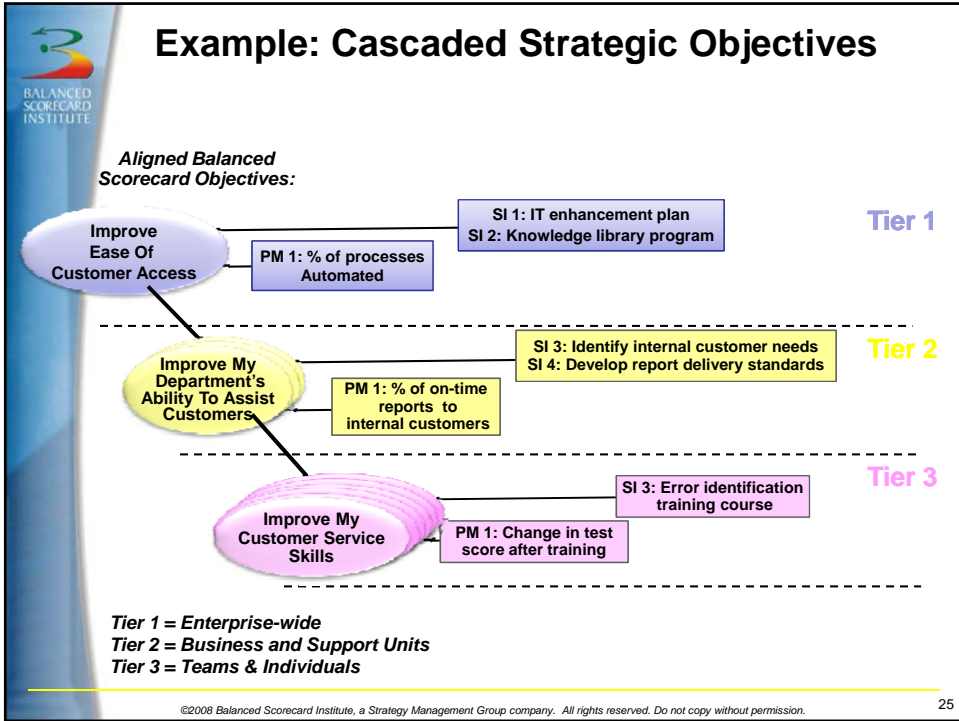 Example: Cascaded Strategic Objectives
BALANCED
SCORECARD
INSTITUTE
Aligned Balanced
Scorecard Objectives:
Improve
Ease Of
Customer Access
SI 1: IT enhancement plan
SI 2: Knowledge library program
PM 1: % of processes
Automated
Tier 1
Improve My
Department's
Ability To Assist
Customers
SI 3: Identify internal customer needs
SI 4: Develop report delivery standards
PM 1: % of on-time
reports to
internal customers
Tier 2
Improve My
Customer Service
Skills
SI 3: Error identification
training course
PM 1: Change in test
score after training
Tier 3
Tier 1 = Enterprise-wide
Tier 2 = Business and Support Units
Tier 3 = Teams & Individuals
©2008 Balanced Scorecard Institute, a Strategy Management Group company. All rights reserved. Do not copy without permission.
25